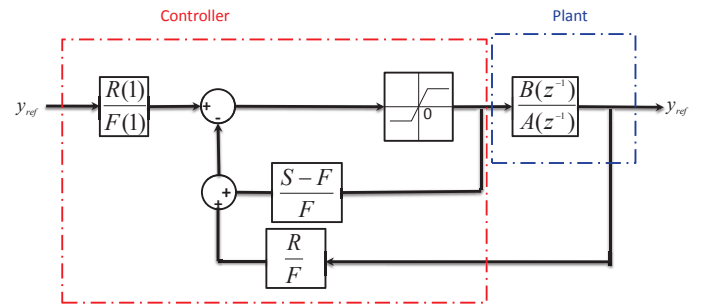 Controller
Plant
y_ref
R(1)
F(1)
+
-
0
B(z⁻¹)
A(z⁻¹)
y_ref
+
+
S – F
F
R
F